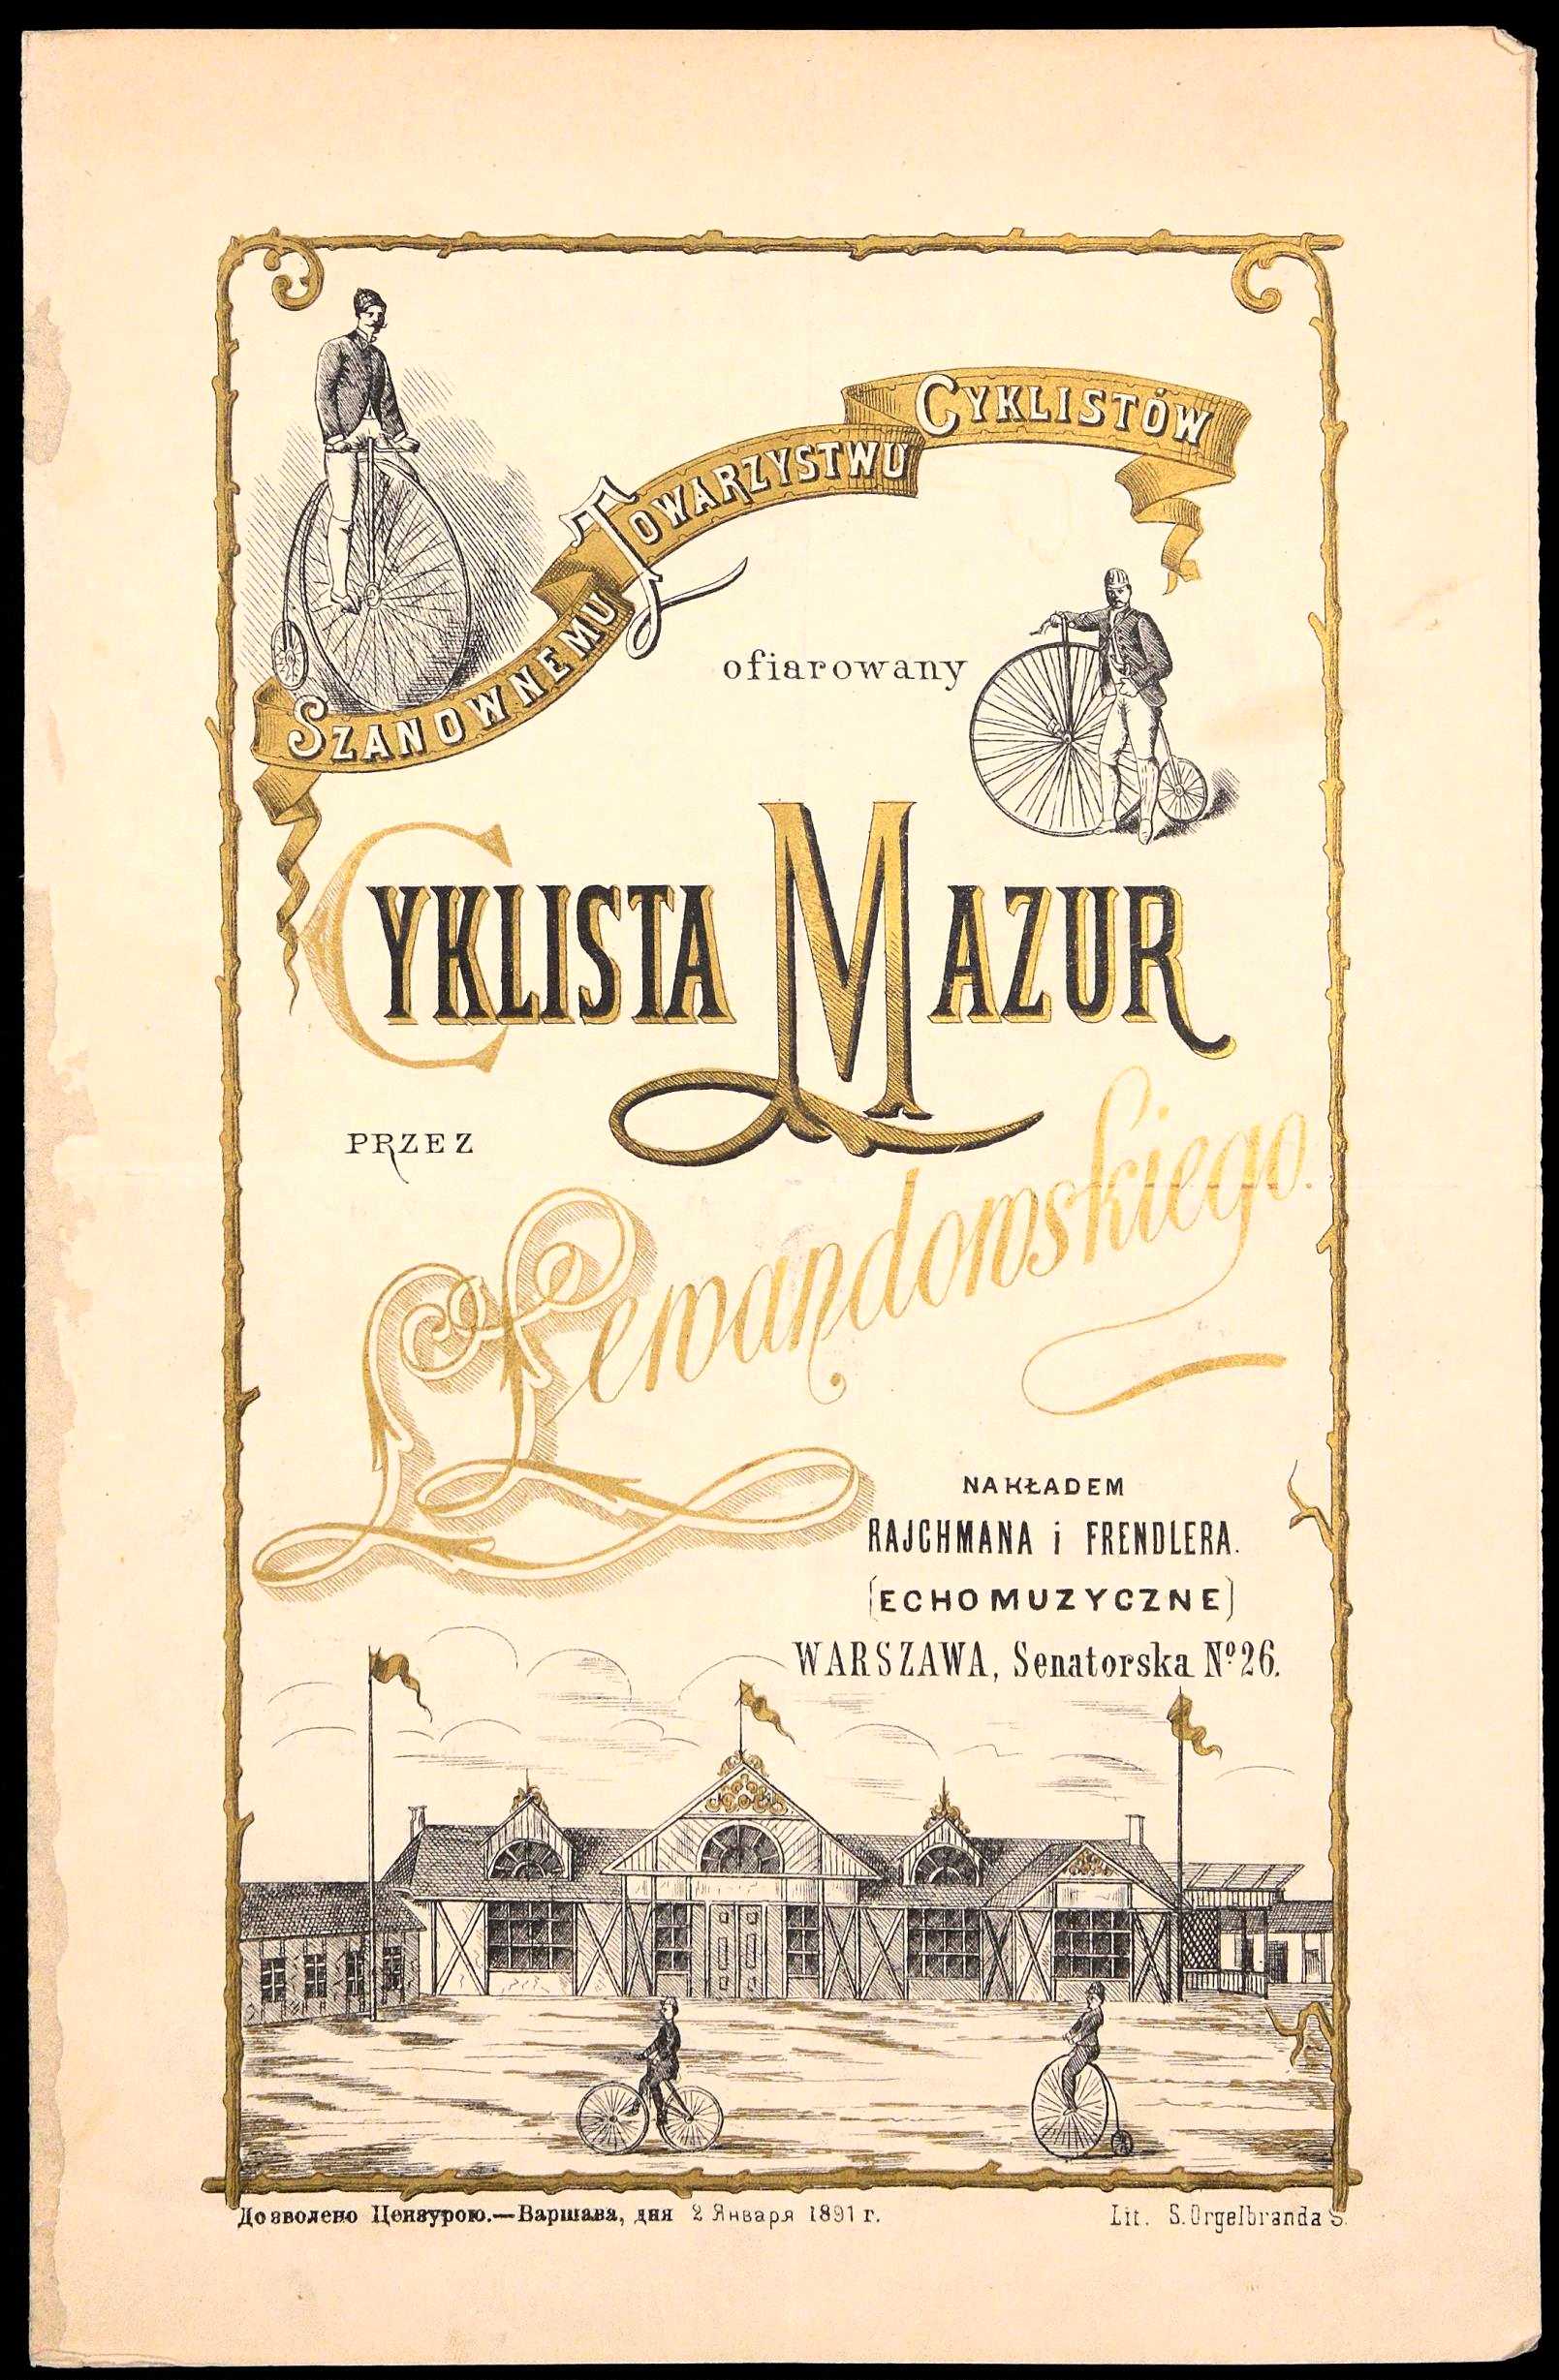 SZANOWNEMU TOWARZYSTWU CYKLISTÓW
ofiarowany
CYKLISTA MAZUR
PRZEZ
Lewandowskiego.
NAKŁADEM
RAJCHMANA i FRENDLERA.
(ECHO MUZYCZNE)
WARSZAWA, Senatorska Nº 26.
Дозволено Цензурою.—Варшава, дня 2 Января 1891 г.
Lit. S. Orgelbranda S.